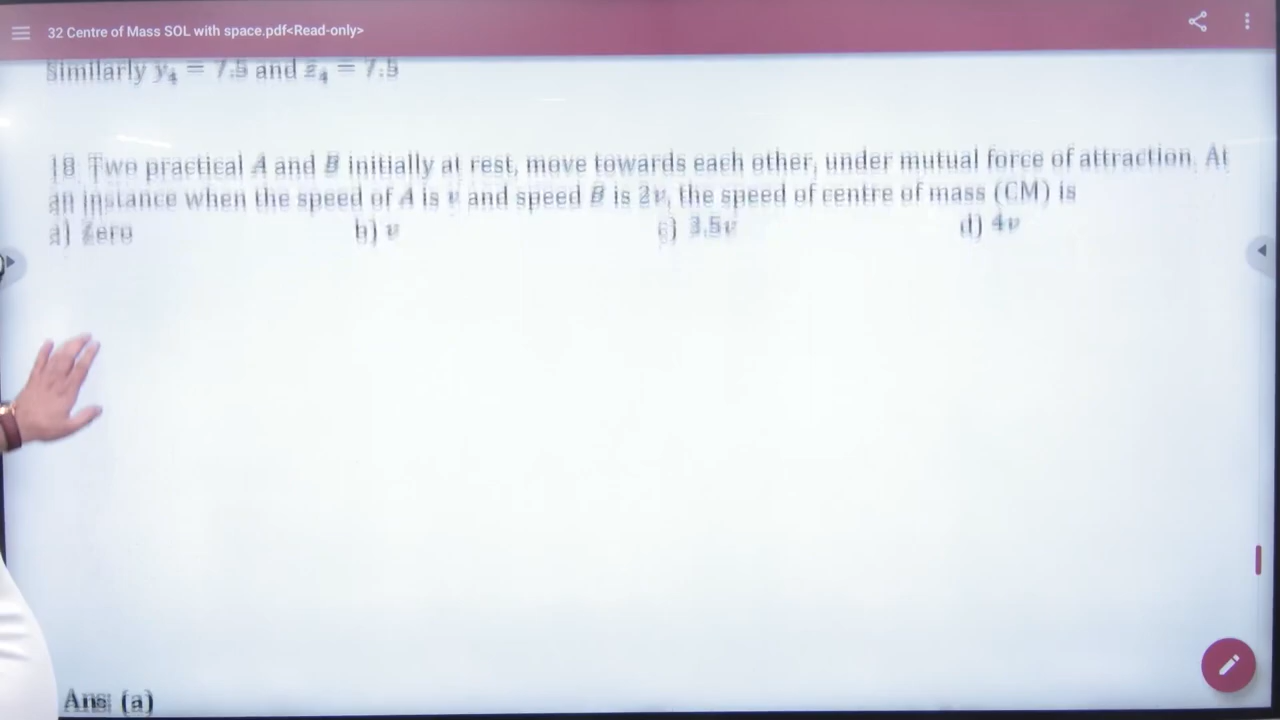 32 Centre of Mass SOL with space.pdf<Read-only>
Similarly y₄ = 7.5 and z₄ = 7.5
18. Two practical A and B initially at rest, move towards each other, under mutual force of attraction. At
an instance when the speed of A is v and speed B is 2v, the speed of centre of mass (CM) is
a) Zero b) v c) 3.5v d) 4v
Ans: (a)